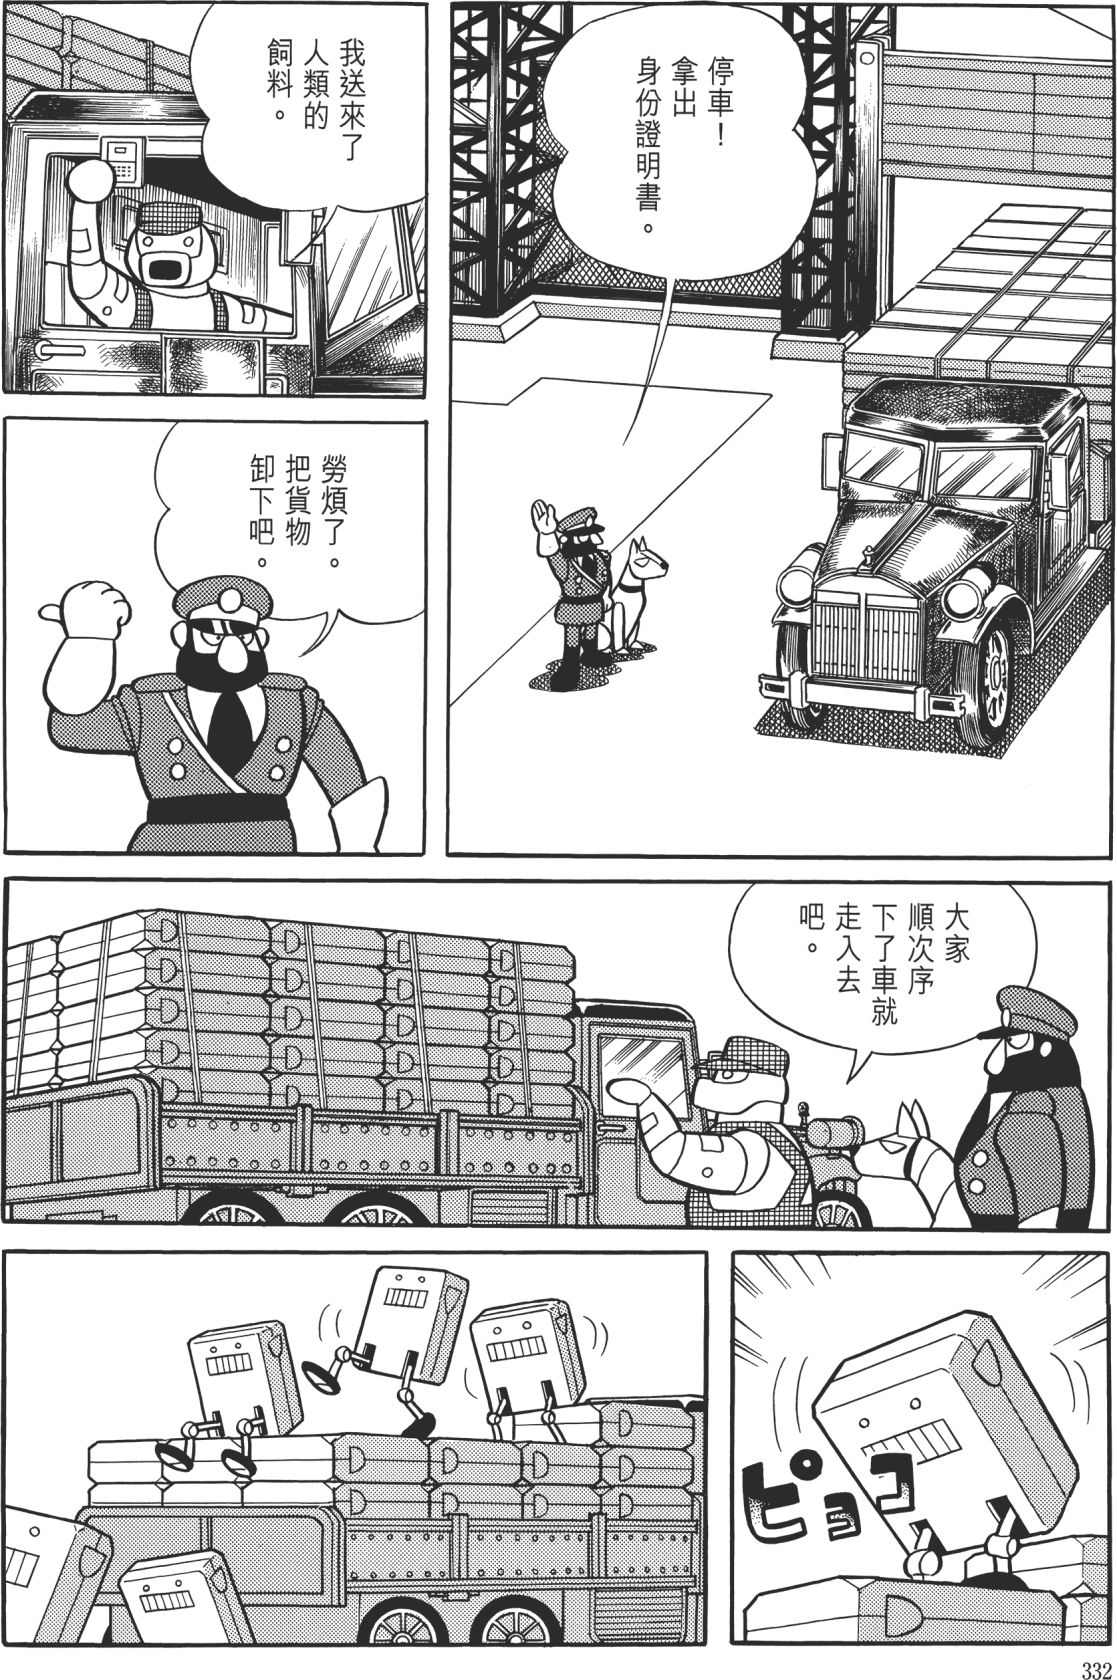 停車！
拿出
身份證明書。
我送來了
人類的
飼料。
勞煩了。
把貨物
卸下吧。
大家
順次序
下了車就
走入去
吧。
ピョコ
332